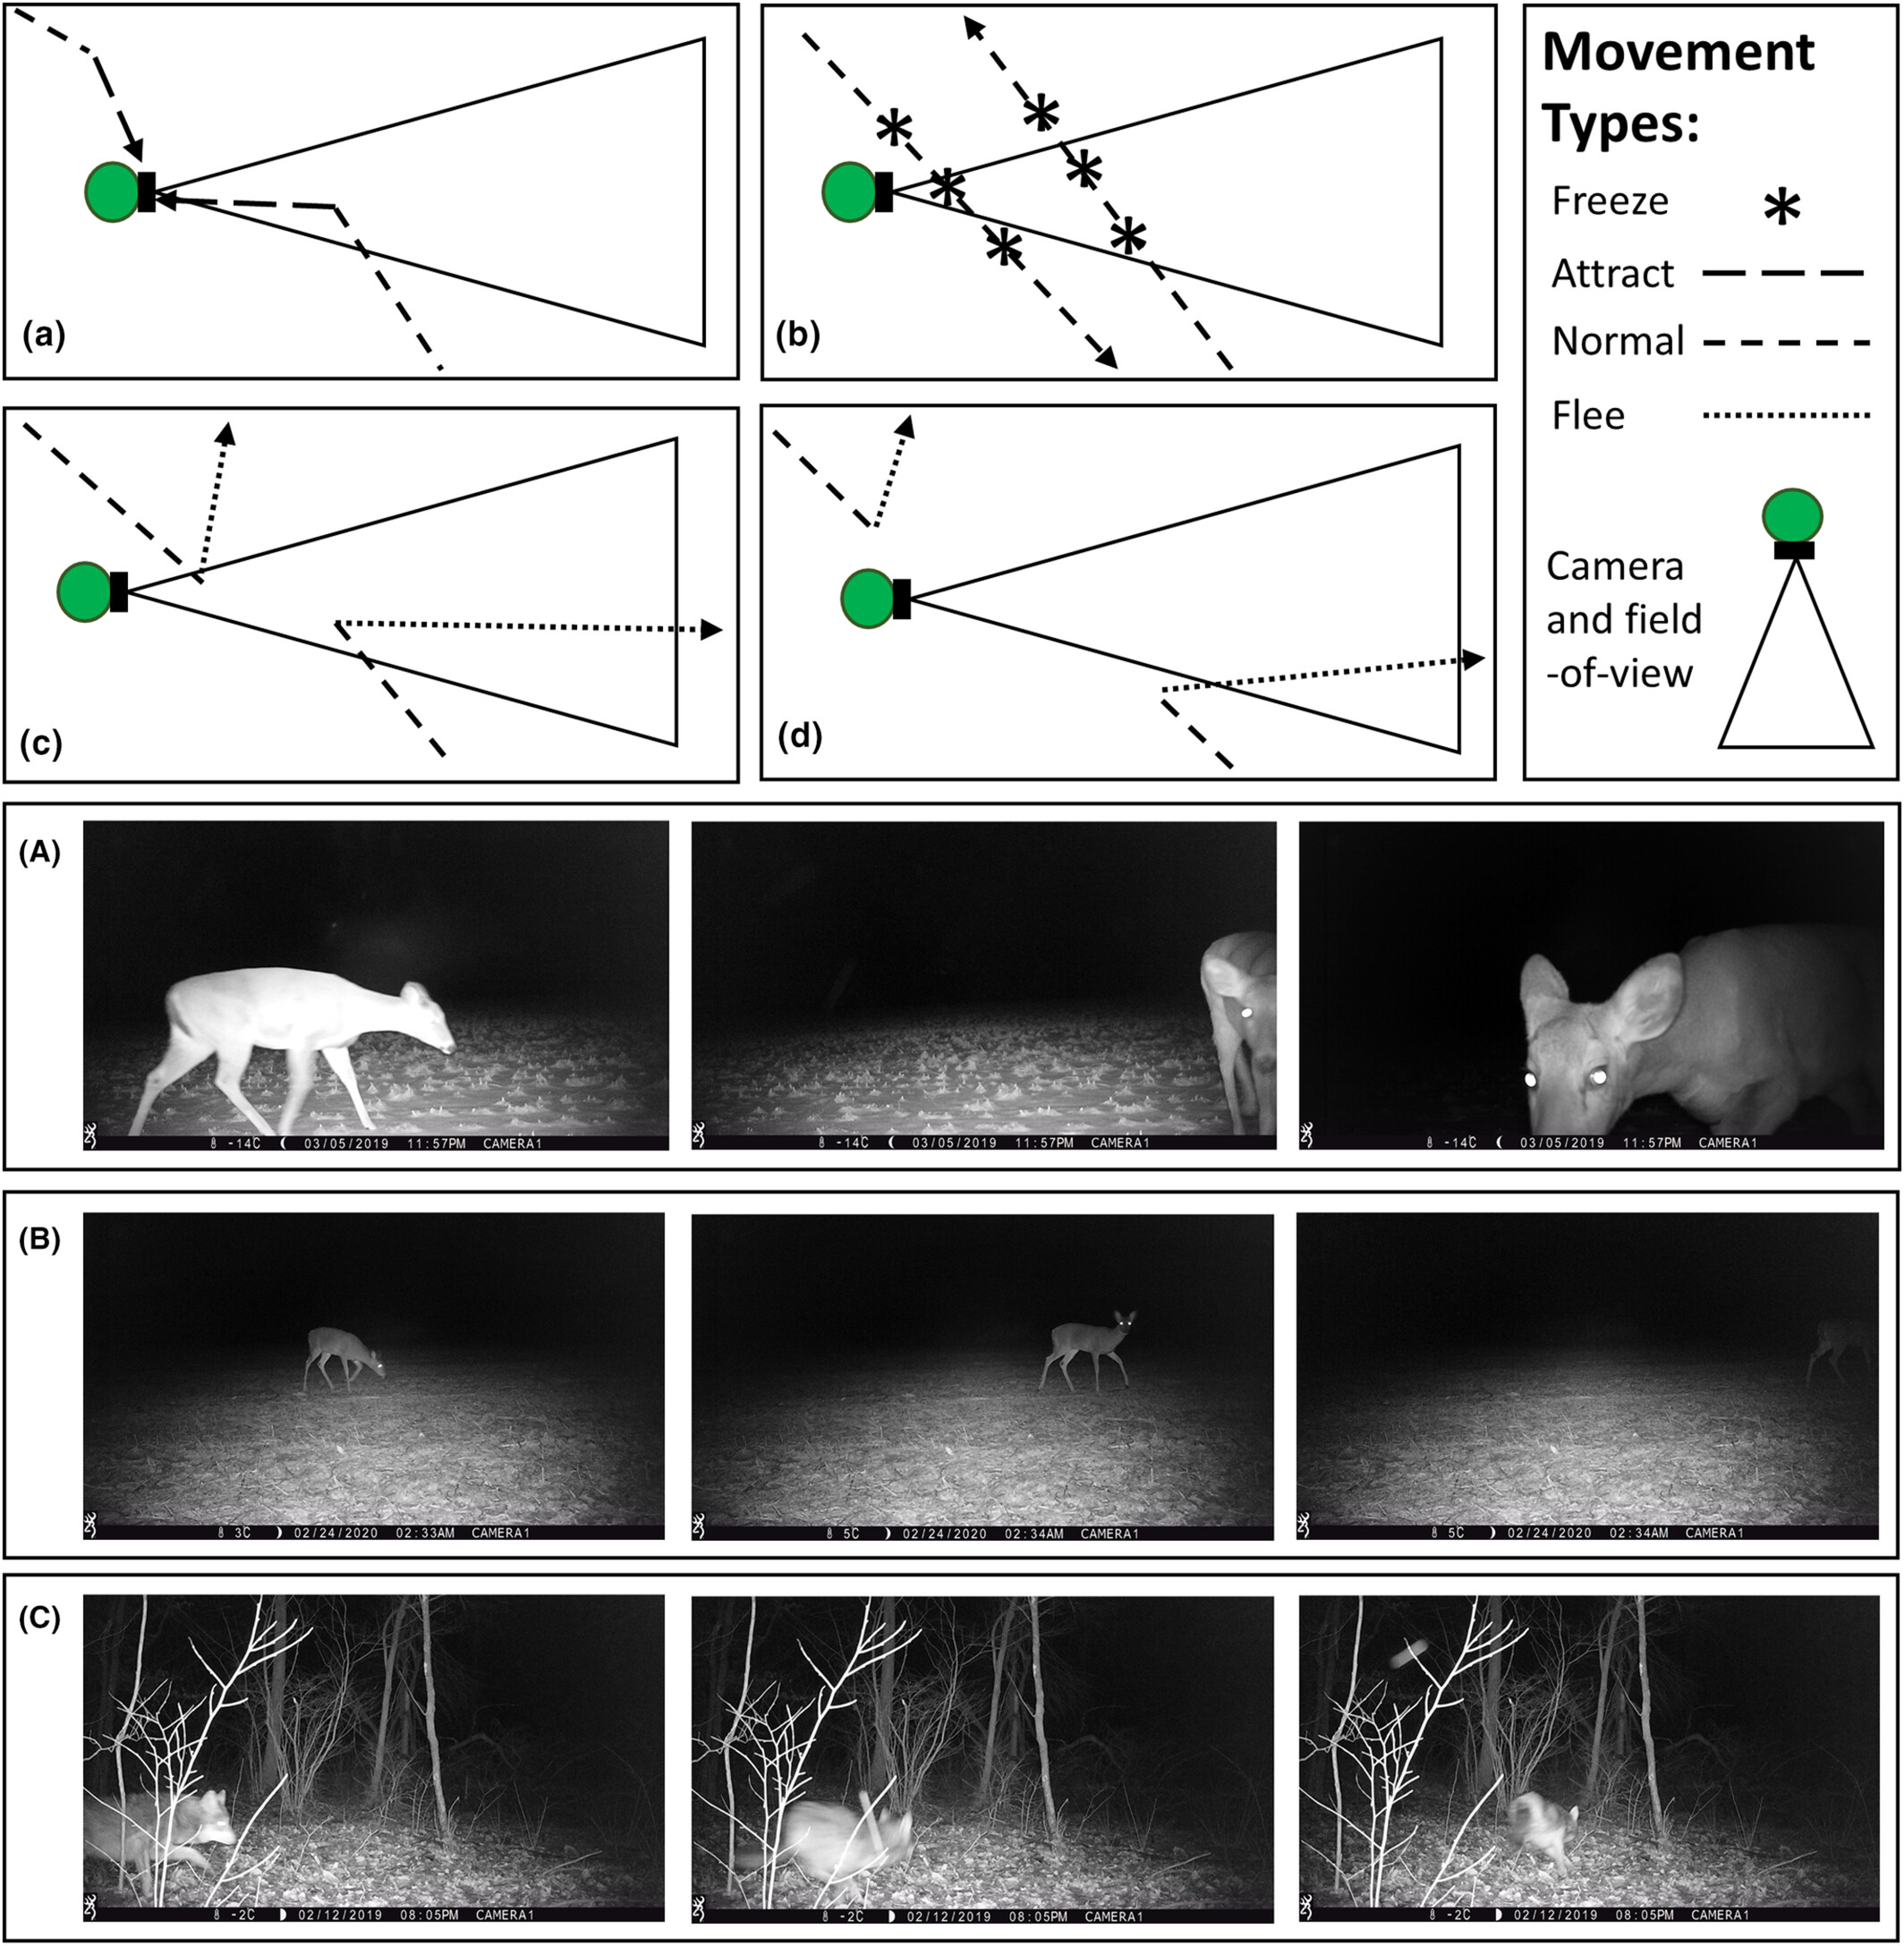 (a)
(b)
Movement
Types:
Freeze
Attract
Normal
Flee
Camera
and field
-of-view
(c)
(d)
(A)
-14C 03/05/2019 11:57PM CAMERA1
-14C 03/05/2019 11:57PM CAMERA1
-14C 03/05/2019 11:57PM CAMERA1
(B)
3C 02/24/2020 02:33AM CAMERA1
5C 02/24/2020 02:34AM CAMERA1
5C 02/24/2020 02:34AM CAMERA1
(C)
-2C 02/12/2019 08:05PM CAMERA1
-2C 02/12/2019 08:05PM CAMERA1
-2C 02/12/2019 08:05PM CAMERA1